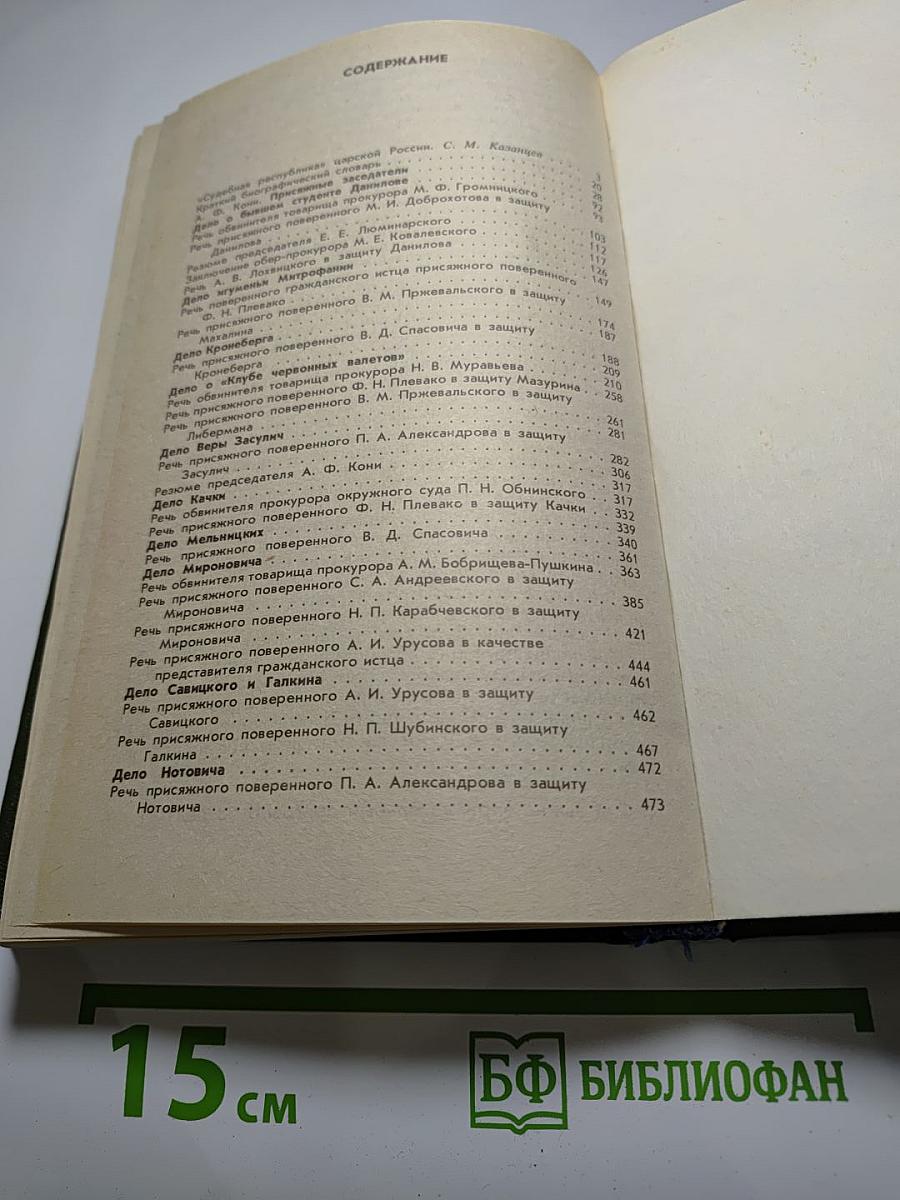 СОДЕРЖАНИЕ
«Судебная республика» царской России. С. М. Казанцев . . . 3
Краткий биографический словарь . . . 20
А. Ф. Кони. Присяжные заседатели . . . 28
Дело о бывшем студенте Данилове . . . 92
Речь обвинителя товарища прокурора М. Ф. Громницкого . . . 93
Речь присяжного поверенного М. И. Доброхотова в защиту
Данилова . . . 103
Резюме председателя Е. Е. Люминарского . . . 112
Заключение обер-прокурора М. Е. Ковалевского . . . 117
Речь А. В. Лохвицкого в защиту Данилова . . . 126
Дело игуменьи Митрофании . . . 147
Речь поверенного гражданского истца присяжного поверенного
Ф. Н. Плевако . . . 149
Речь присяжного поверенного В. М. Пржевальского в защиту
Махалина . . . 174
Дело Кронеберга . . . 187
Речь присяжного поверенного В. Д. Спасовича в защиту
Кронеберга . . . 188
Дело о «Клубе червонных валетов» . . . 209
Речь обвинителя товарища прокурора Н. В. Муравьева . . . 210
Речь присяжного поверенного Ф. Н. Плевако в защиту Мазурина . . 258
Речь присяжного поверенного В. М. Пржевальского в защиту
Либермана . . . 261
Дело Веры Засулич . . . 281
Речь присяжного поверенного П. А. Александрова в защиту
Засулич . . . 282
Резюме председателя А. Ф. Кони . . . 306
Дело Качки . . . 317
Речь обвинителя прокурора окружного суда П. Н. Обнинского . . 317
Речь присяжного поверенного Ф. Н. Плевако в защиту Качки . . 332
Дело Мельницких . . . 339
Речь присяжного поверенного В. Д. Спасовича . . . 340
Дело Мироновича . . . 361
Речь обвинителя товарища прокурора А. М. Бобрищева-Пушкина . . 363
Речь присяжного поверенного С. А. Андреевского в защиту
Мироновича . . . 385
Речь присяжного поверенного Н. П. Карабчевского в защиту
Мироновича . . . 421
Речь присяжного поверенного А. И. Урусова в качестве
представителя гражданского истца . . . 444
Дело Савицкого и Галкина . . . 461
Речь присяжного поверенного А. И. Урусова в защиту
Савицкого . . . 462
Речь присяжного поверенного Н. П. Шубинского в защиту
Галкина . . . 467
Дело Нотовича . . . 472
Речь присяжного поверенного П. А. Александрова в защиту
Нотовича . . . 473
15 см
БФ БИБЛИОФАН